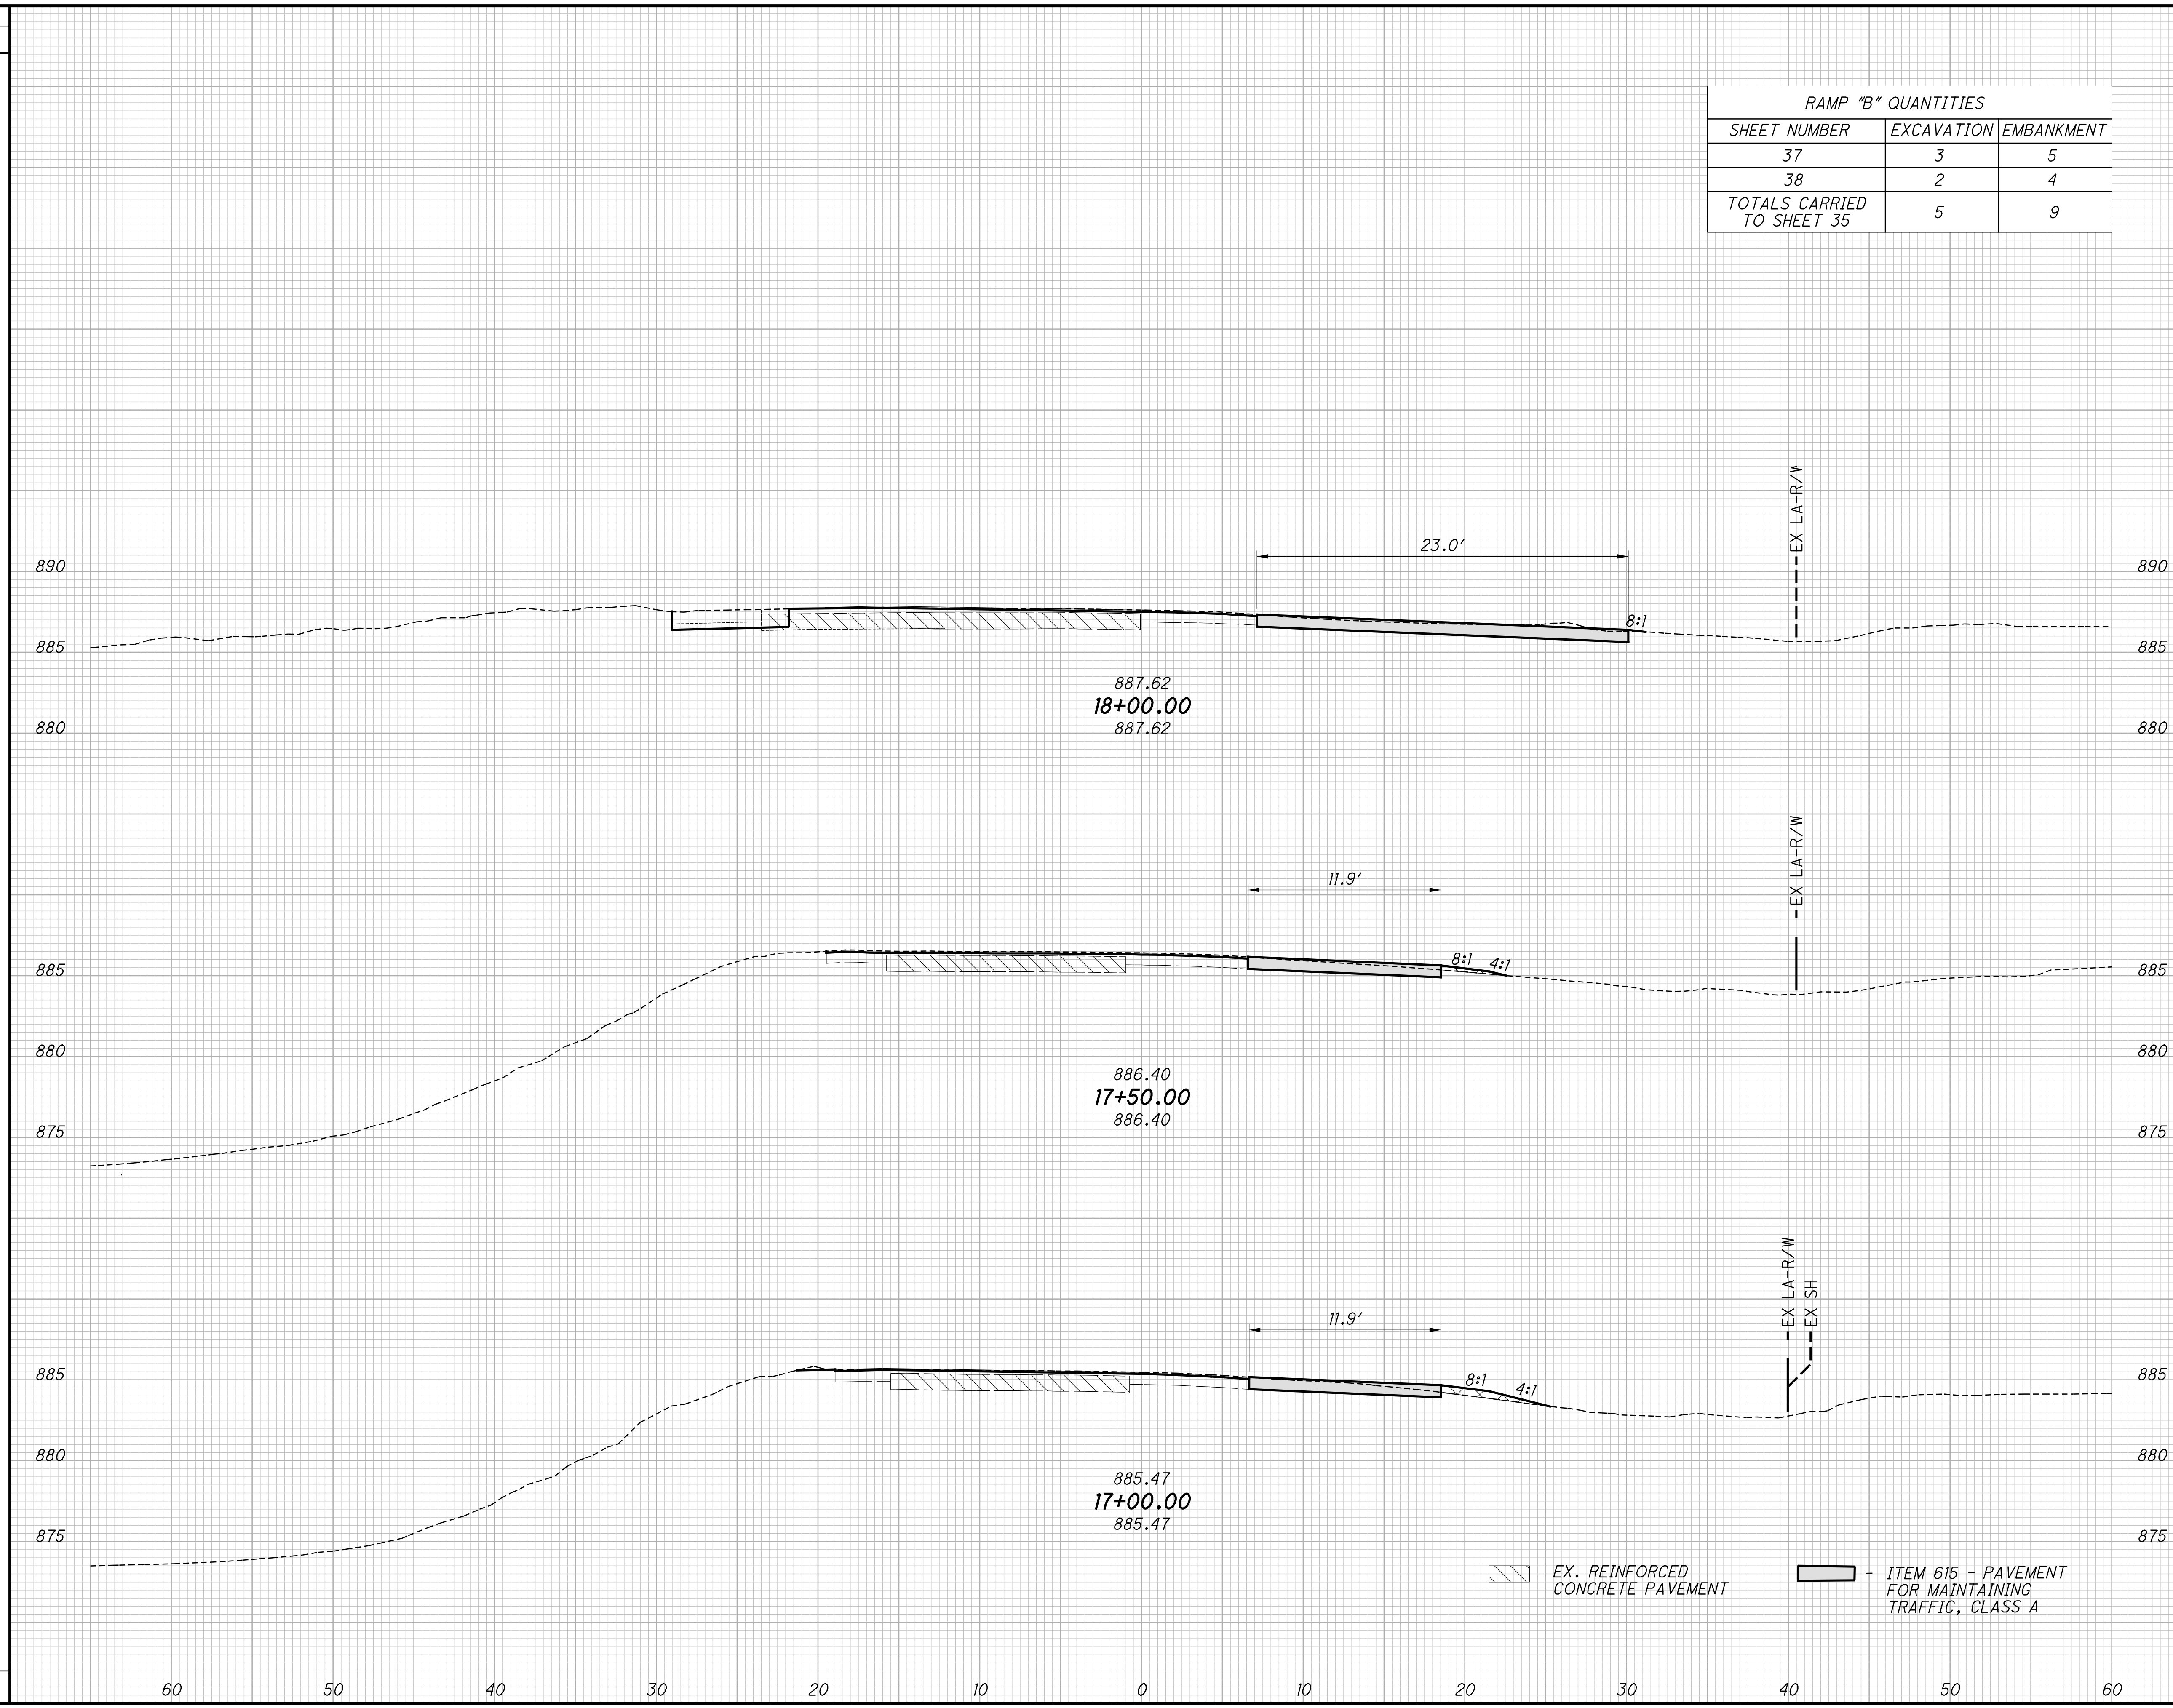 RAMP "B" QUANTITIES
SHEET NUMBER EXCAVATION EMBANKMENT
37 3 5
38 2 4
TOTALS CARRIED
TO SHEET 35 5 9
EX LA-R/W
23.0'
890 890
8:1
885 885
887.62
18+00.00
887.62
880 880
EX LA-R/W
11.9'
8:1 4:1
885 885
880 880
886.40
17+50.00
886.40
875 875
EX LA-R/W
EX SH
11.9'
885 885
8:1 4:1
880 880
885.47
17+00.00
885.47
875 875
EX. REINFORCED
CONCRETE PAVEMENT
- ITEM 615 - PAVEMENT
FOR MAINTAINING
TRAFFIC, CLASS A
60 50 40 30 20 10 0 10 20 30 40 50 60